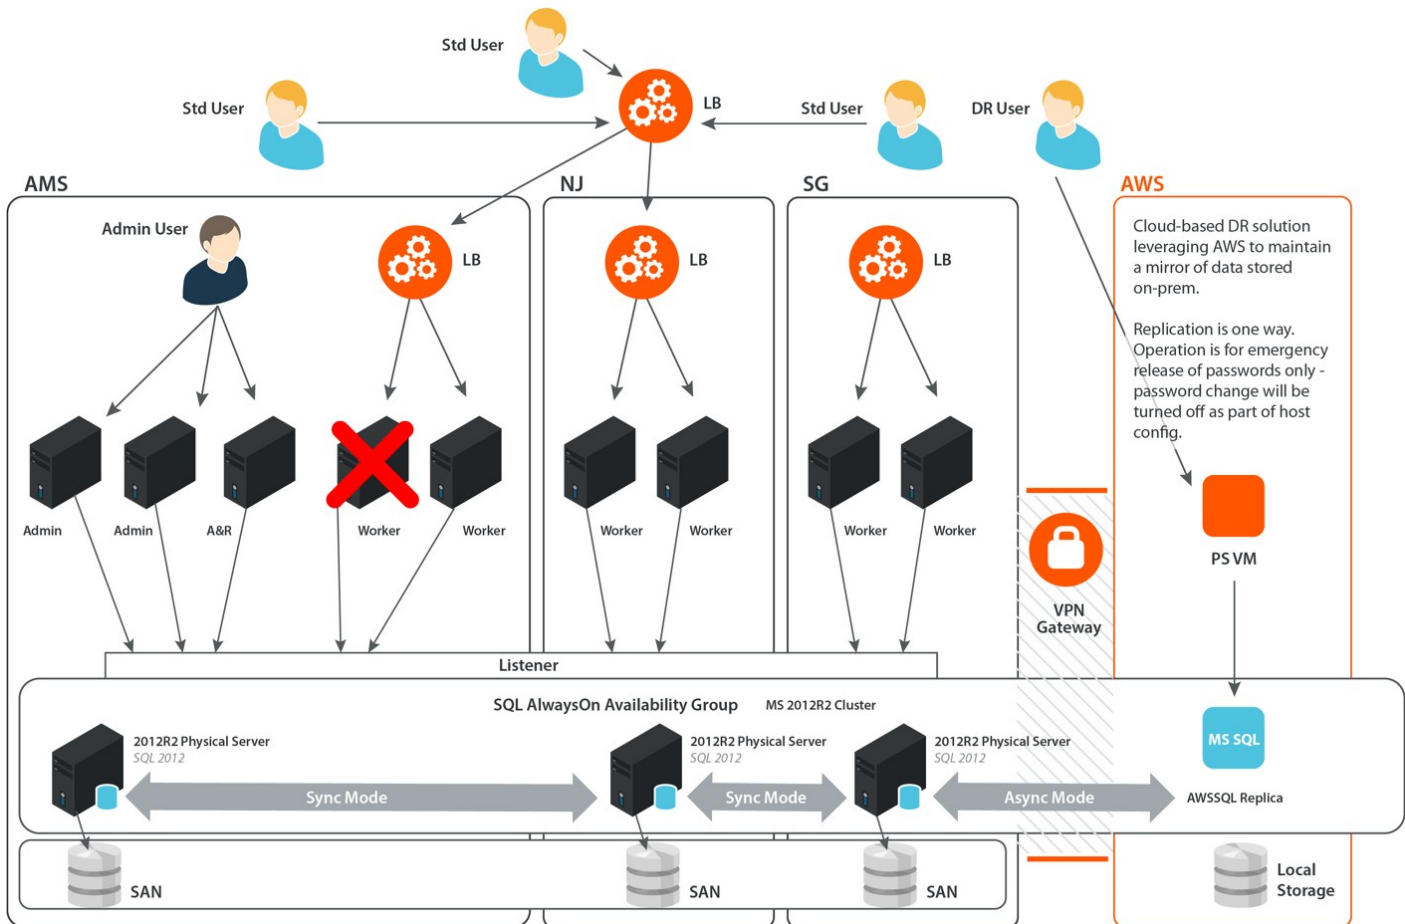 Std User
Std User
LB
Std User
DR User
AMS
NJ
SG
AWS
Admin User
LB
LB
LB
Cloud-based DR solution
leveraging AWS to maintain
a mirror of data stored
on-prem.
Replication is one way.
Operation is for emergency
release of passwords only -
password change will be
turned off as part of host
config.
Admin
Admin
A&R
Worker
Worker
Worker
Worker
Worker
Worker
PS VM
VPN
Gateway
Listener
SQL AlwaysOn Availability Group
MS 2012R2 Cluster
2012R2 Physical Server
SQL 2012
2012R2 Physical Server
SQL 2012
2012R2 Physical Server
SQL 2012
MS SQL
Sync Mode
Sync Mode
Async Mode
AWSSQL Replica
SAN
SAN
SAN
Local
Storage